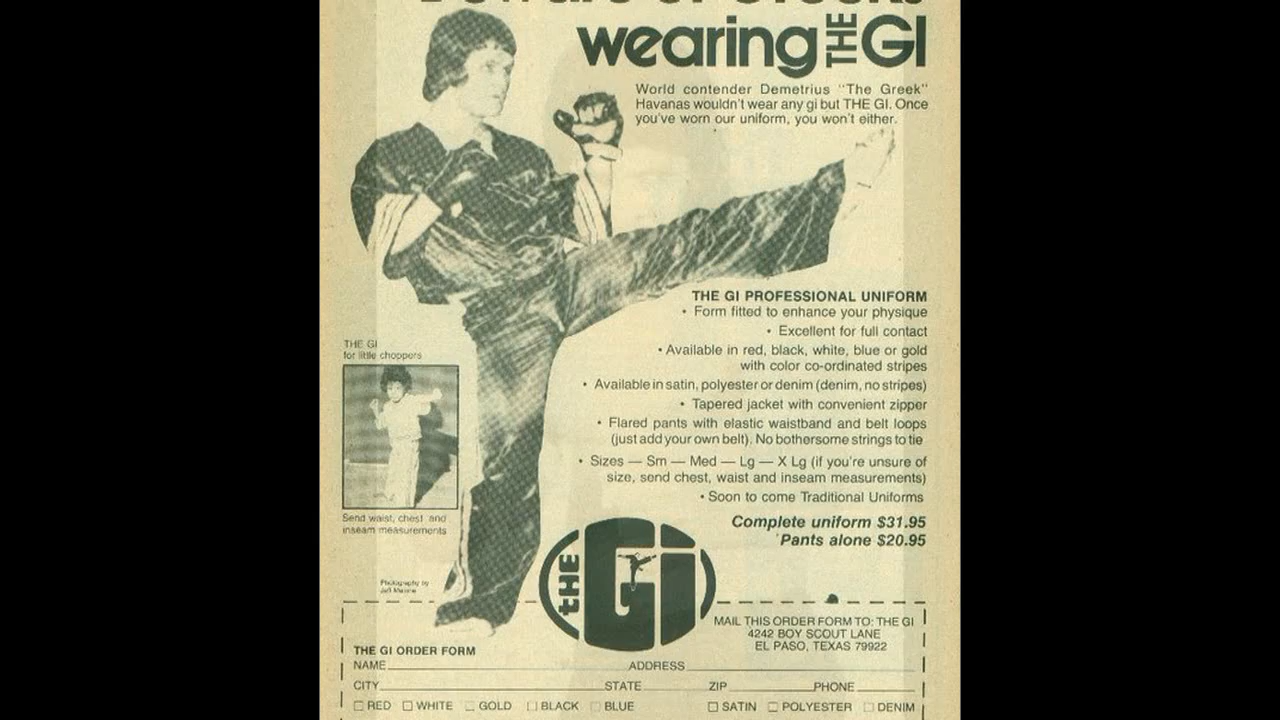 wearing THE GI
World contender Demetrius "The Greek"
Havanas wouldn't wear any gi but THE GI. Once
you've worn our uniform, you won't either.
THE GI PROFESSIONAL UNIFORM
• Form fitted to enhance your physique
• Excellent for full contact
• Available in red, black, white, blue or gold
with color co-ordinated stripes
• Available in satin, polyester or denim (denim, no stripes)
• Tapered jacket with convenient zipper
• Flared pants with elastic waistband and belt loops
(just add your own belt). No bothersome strings to tie
• Sizes — Sm — Med — Lg — X Lg (if you're unsure of
size, send chest, waist and inseam measurements)
• Soon to come Traditional Uniforms
Complete uniform $31.95
Pants alone $20.95
THE GI
for little choppers
Send waist, chest and
inseam measurements
Photography by
Jeff
THE GI
MAIL THIS ORDER FORM TO: THE GI
4242 BOY SCOUT LANE
EL PASO, TEXAS 79922
THE GI ORDER FORM
NAME ADDRESS
CITY STATE ZIP PHONE
RED WHITE GOLD BLACK BLUE SATIN POLYESTER DENIM